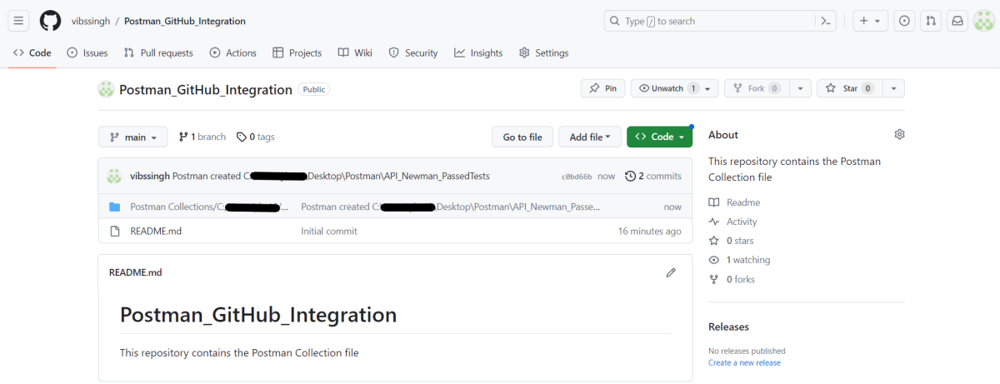 vibssingh / Postman_GitHub_Integration
Type / to search
Code Issues Pull requests Actions Projects Wiki Security Insights Settings
Postman_GitHub_Integration Public
Pin Unwatch 1 Fork 0 Star 0
main 1 branch 0 tags Go to file Add file Code
vibssingh Postman created C: Desktop\Postman\API_Newman_PassedTests c0bd66b now 2 commits
Postman Collections/C: /... Postman created C:\ Desktop\Postman\API_Newman_Passe... now
README.md Initial commit 16 minutes ago
README.md
Postman_GitHub_Integration
This repository contains the Postman Collection file
About
This repository contains the Postman
Collection file
Readme
Activity
0 stars
1 watching
0 forks
Releases
No releases published
Create a new release